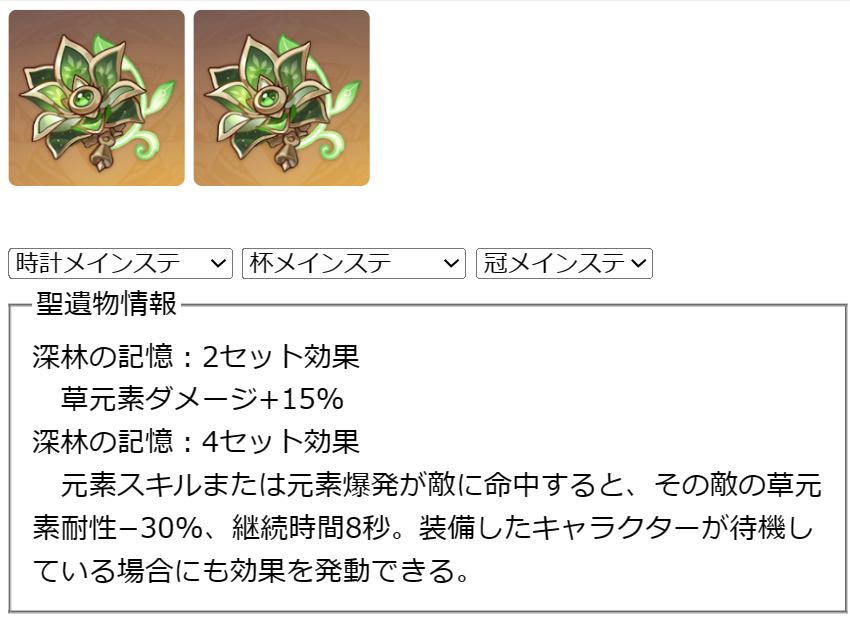 時計メインステ 杯メインステ 冠メインステ
聖遺物情報
深林の記憶：2セット効果
　草元素ダメージ+15%
深林の記憶：4セット効果
　元素スキルまたは元素爆発が敵に命中すると、その敵の草元
素耐性−30%、継続時間8秒。装備したキャラクターが待機し
ている場合にも効果を発動できる。